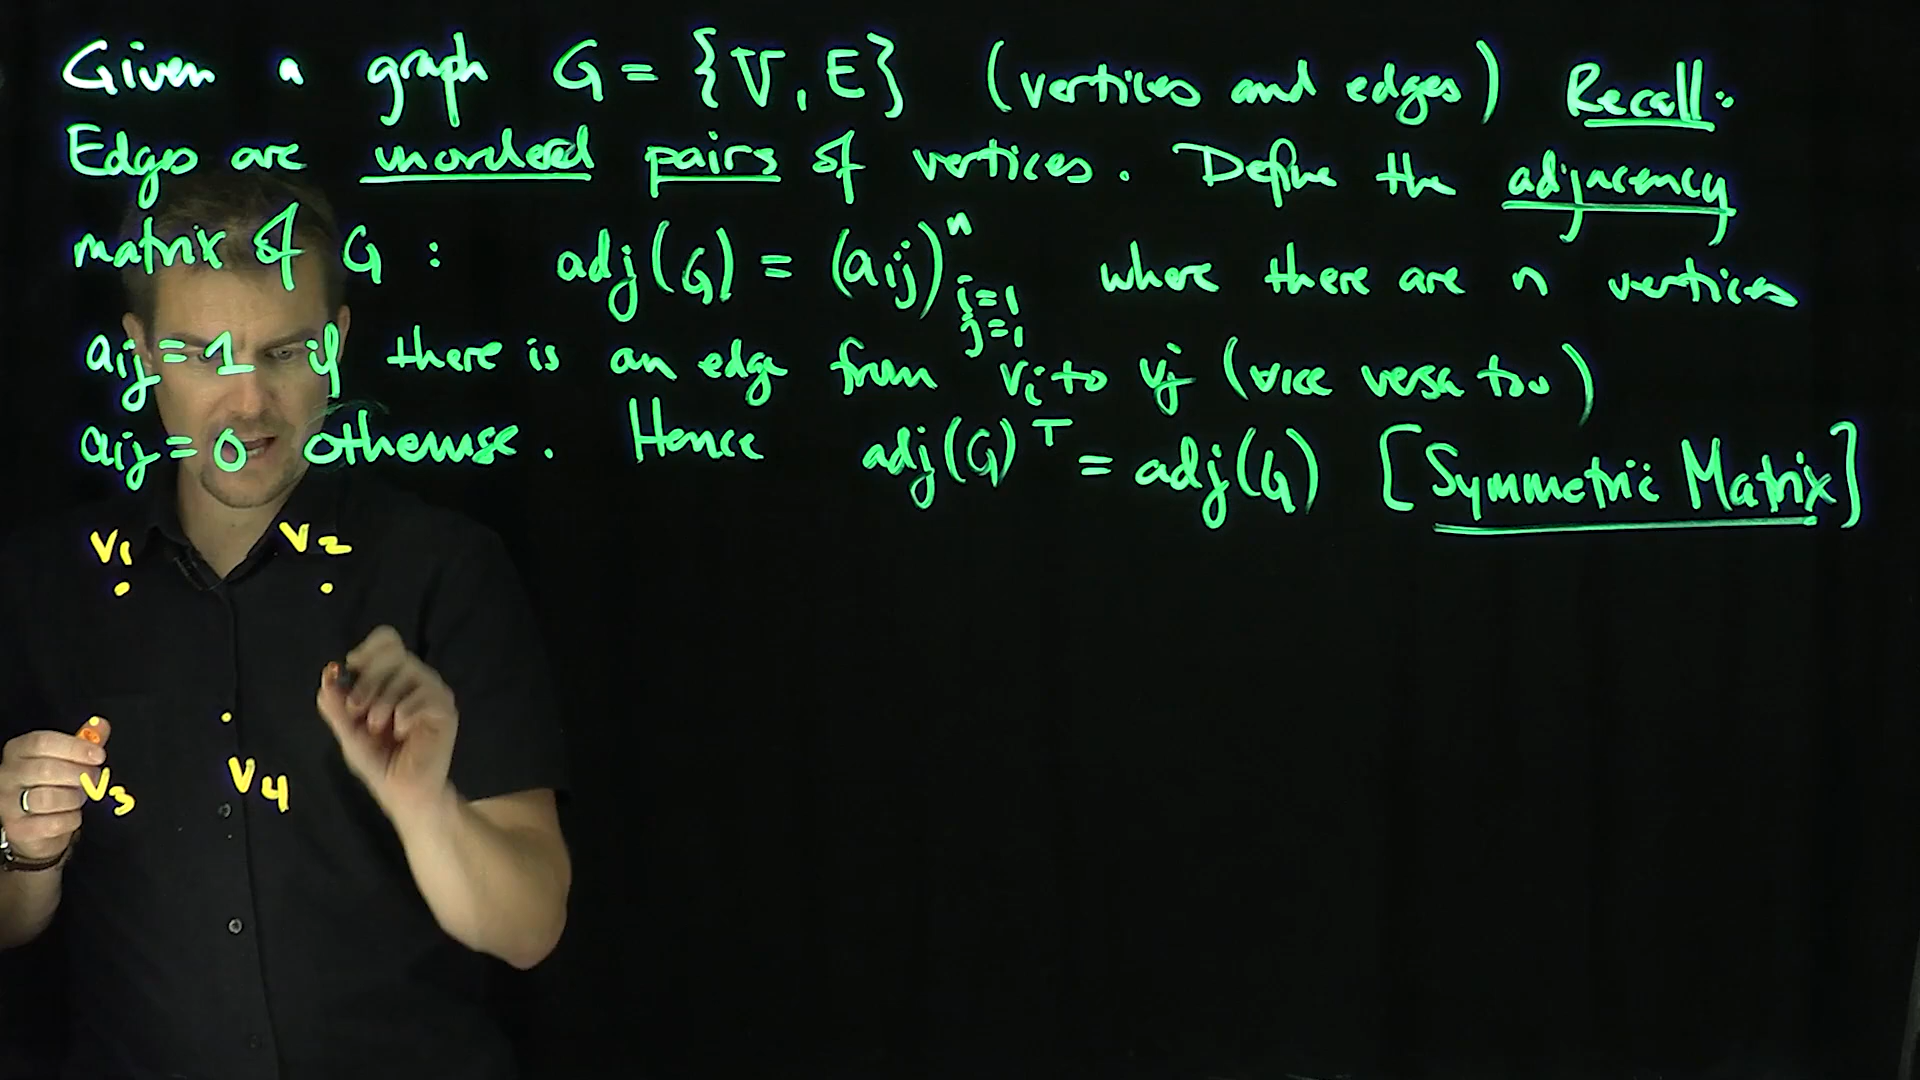 Given a graph G = {V, E} (vertices and edges) Recall:
Edges are unordered pairs of vertices. Define the adjacency
matrix of G : adj(G) = (aij)ⁿ i=1 j=1 where there are n vertices
aij = 1 if there is an edge from vi to vj (vice versa too)
aij = 0 otherwise. Hence adj(G)ᵀ = adj(G) [Symmetric Matrix]
v1 v2
v3 v4